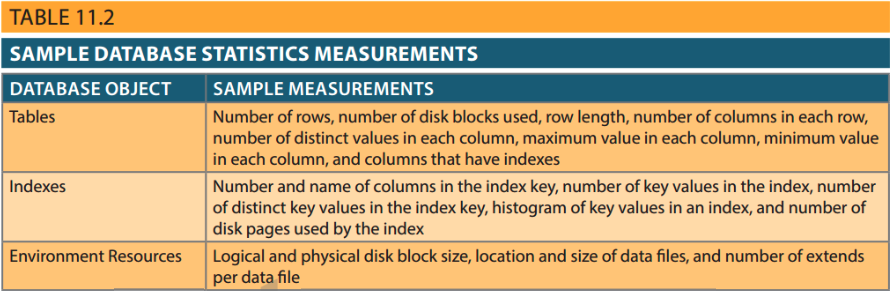 TABLE 11.2
SAMPLE DATABASE STATISTICS MEASUREMENTS
DATABASE OBJECT SAMPLE MEASUREMENTS
Tables Number of rows, number of disk blocks used, row length, number of columns in each row,
number of distinct values in each column, maximum value in each column, minimum value
in each column, and columns that have indexes
Indexes Number and name of columns in the index key, number of key values in the index, number
of distinct key values in the index key, histogram of key values in an index, and number of
disk pages used by the index
Environment Resources Logical and physical disk block size, location and size of data files, and number of extends
per data file